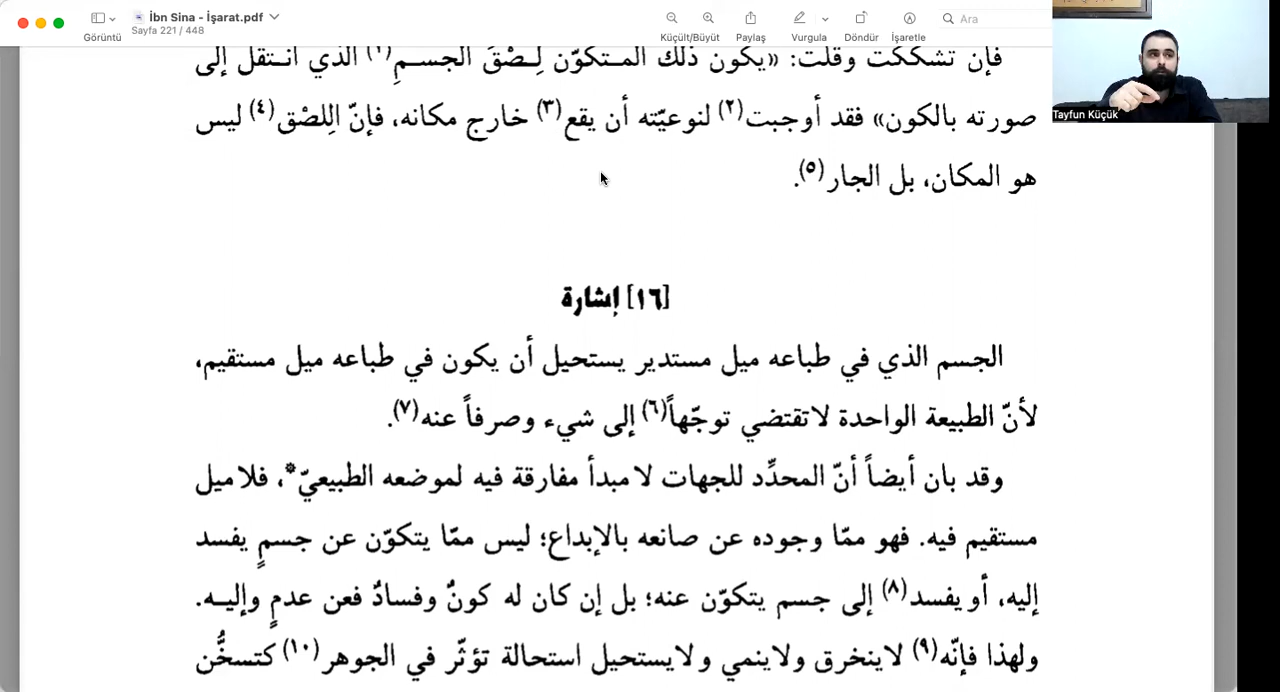 İbn Sina - İşarat.pdf
Sayfa 221 / 448
Görüntü
Küçült/Büyüt
Paylaş
Vurgula
Döndür
İşaretle
Ara
Tayfun Küçük
فإن تشككت وقلت: «يكون ذلك المـتكوّن لِـصْقَ الجسـمِ(١) الذي انـتقل إلى
صورته بالكون» فقد أوجبت(٢) لنوعيّته أن يقع(٣) خارج مكانه، فإنّ اللِصْق(٤) ليس
هو المكان، بل الجار(٥).
[١٦] إشارة
الجسم الذي في طباعه ميل مستدير يستحيل أن يكون في طباعه ميل مستقيم،
لأنّ الطبيعة الواحدة لاتقتضي توجّهاً(٦) إلى شيء وصرفاً عنه(٧).
وقد بان أيضاً أنّ المحدِّد للجهات لا مبدأ مفارقة فيه لموضعه الطبيعيّ*، فلاميل
مستقيم فيه. فهو ممّا وجوده عن صانعه بالإبداع؛ ليس ممّا يتكوّن عن جسمٍ يفسد
إليه، أو يفسد(٨) إلى جسم يتكوّن عنه؛ بل إن كان له كونٌ وفسادٌ فعن عدمٍ وإليـه.
ولهذا فإنّه(٩) لاينخرق ولاينمي ولايستحيل استحالة تؤثّر في الجوهر(١٠) كتسخُّن